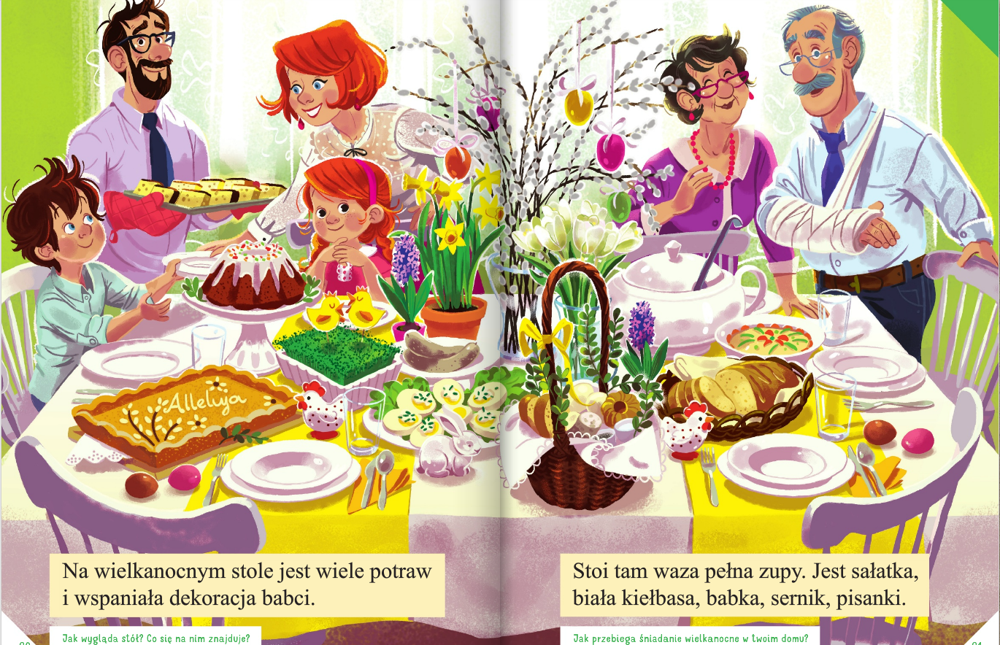 Alleluya
Na wielkanocnym stole jest wiele potraw
i wspaniała dekoracja babci.
Jak wygląda stół? Co się na nim znajduje?
Stoi tam waza pełna zupy. Jest sałatka,
biała kiełbasa, babka, sernik, pisanki.
Jak przebiega śniadanie wielkanocne w twoim domu?